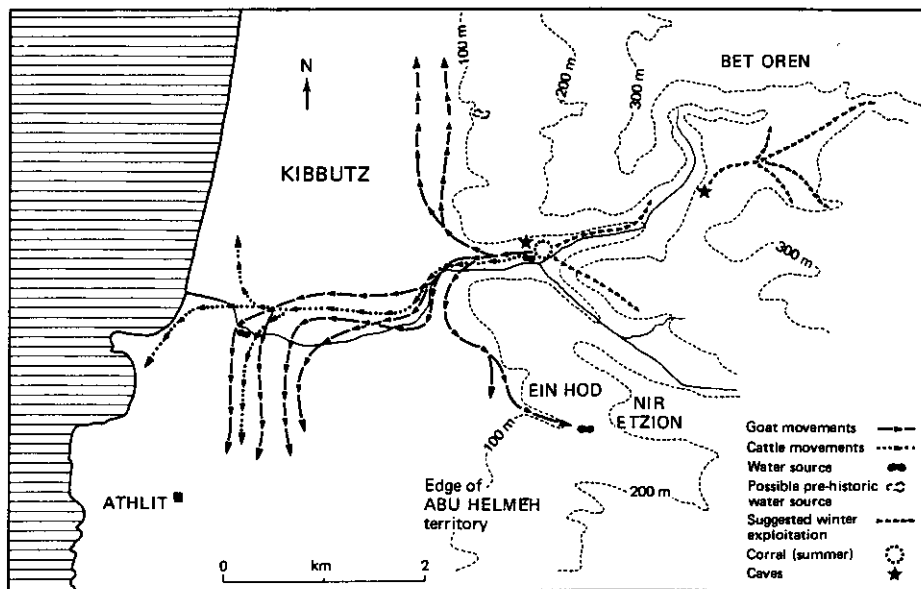 N
KIBBUTZ
100 m
200 m
300 m
BET OREN
300 m
EIN HOD
NIR
ETZION
100 m
Edge of
ABU HELMEH
territory
200 m
ATHLIT
0 km 2
Goat movements
Cattle movements
Water source
Possible pre-historic
water source
Suggested winter
exploitation
Corral (summer)
Caves